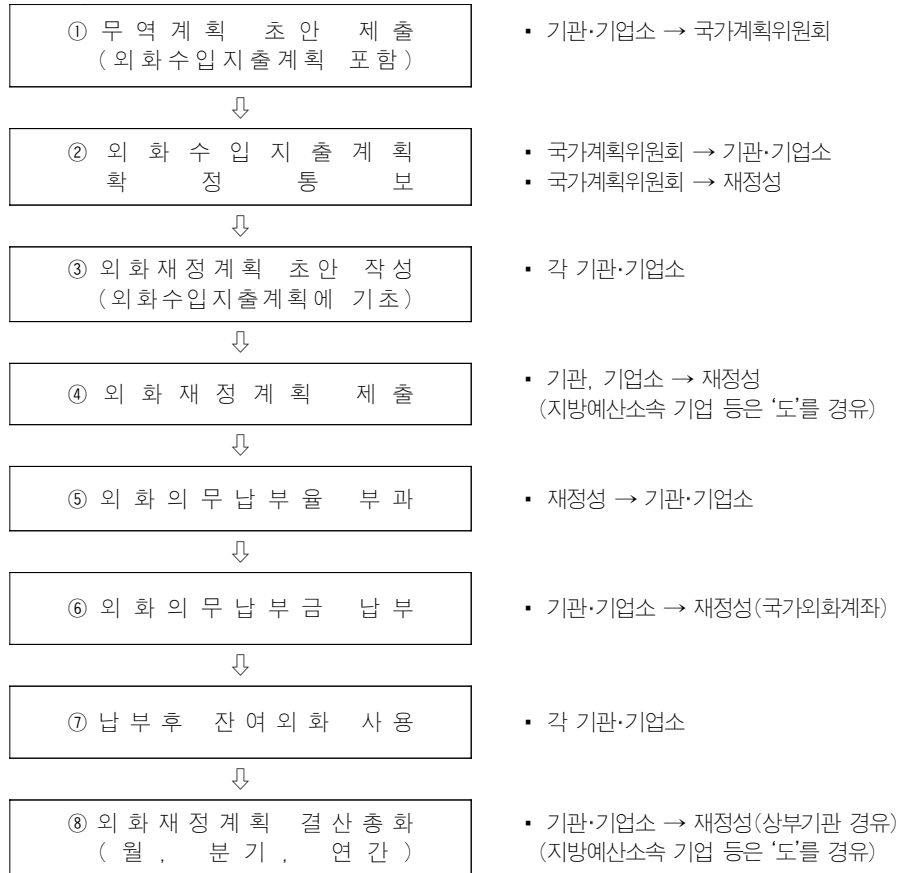 ① 무역계획 초안 제출
(외화수입지출계획 포함)
▪ 기관·기업소 → 국가계획위원회
⇩
② 외화수입지출계획
확정통보
▪ 국가계획위원회 → 기관·기업소
▪ 국가계획위원회 → 재정성
⇩
③ 외화재정계획 초안 작성
(외화수입지출계획에 기초)
▪ 각 기관·기업소
⇩
④ 외화재정계획 제출
▪ 기관, 기업소 → 재정성
(지방예산소속 기업 등은 ‘도’를 경유)
⇩
⑤ 외화의무납부율 부과
▪ 재정성 → 기관·기업소
⇩
⑥ 외화의무납부금 납부
▪ 기관·기업소 → 재정성(국가외화계좌)
⇩
⑦ 납부후 잔여외화 사용
▪ 각 기관·기업소
⇩
⑧ 외화재정계획 결산총화
(월, 분기, 연간)
▪ 기관·기업소 → 재정성(상부기관 경유)
(지방예산소속 기업 등은 ‘도’를 경유)